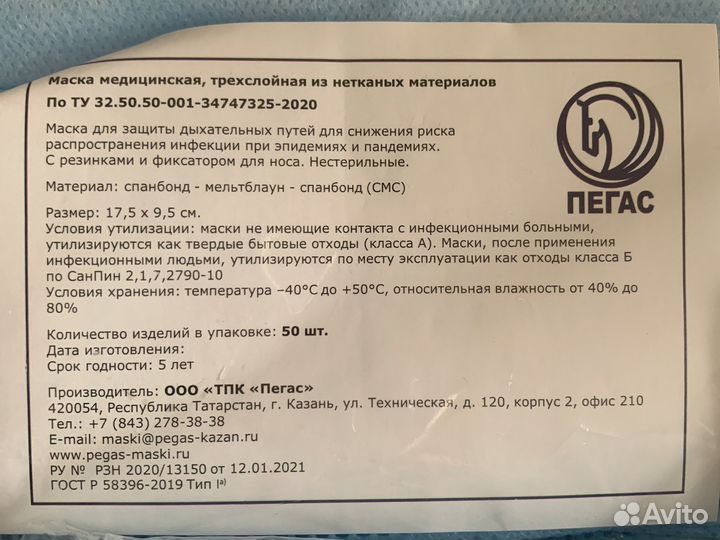 Маска медицинская, трехслойная из нетканых материалов
По ТУ 32.50.50-001-34747325-2020
Маска для защиты дыхательных путей для снижения риска
распространения инфекции при эпидемиях и пандемиях.
С резинками и фиксатором для носа. Нестерильные.
Материал: спанбонд - мельтблаун - спанбонд (СМС)
ПЕГАС
Размер: 17,5 х 9,5 см.
Условия утилизации: маски не имеющие контакта с инфекционными больными,
утилизируются как твердые бытовые отходы (класса А). Маски, после применения
инфекционными людьми, утилизируются по месту эксплуатации как отходы класса Б
по СанПин 2,1,7,2790-10
Условия хранения: температура –40°С до +50°С, относительная влажность от 40% до
80%
Количество изделий в упаковке: 50 шт.
Дата изготовления:
Срок годности: 5 лет
Производитель: ООО «ТПК «Пегас»
420054, Республика Татарстан, г. Казань, ул. Техническая, д. 120, корпус 2, офис 210
Тел.: +7 (843) 278-38-38
E-mail: maski@pegas-kazan.ru
www.pegas-maski.ru
РУ № РЗН 2020/13150 от 12.01.2021
ГОСТ Р 58396-2019 Тип Iа)
Avito